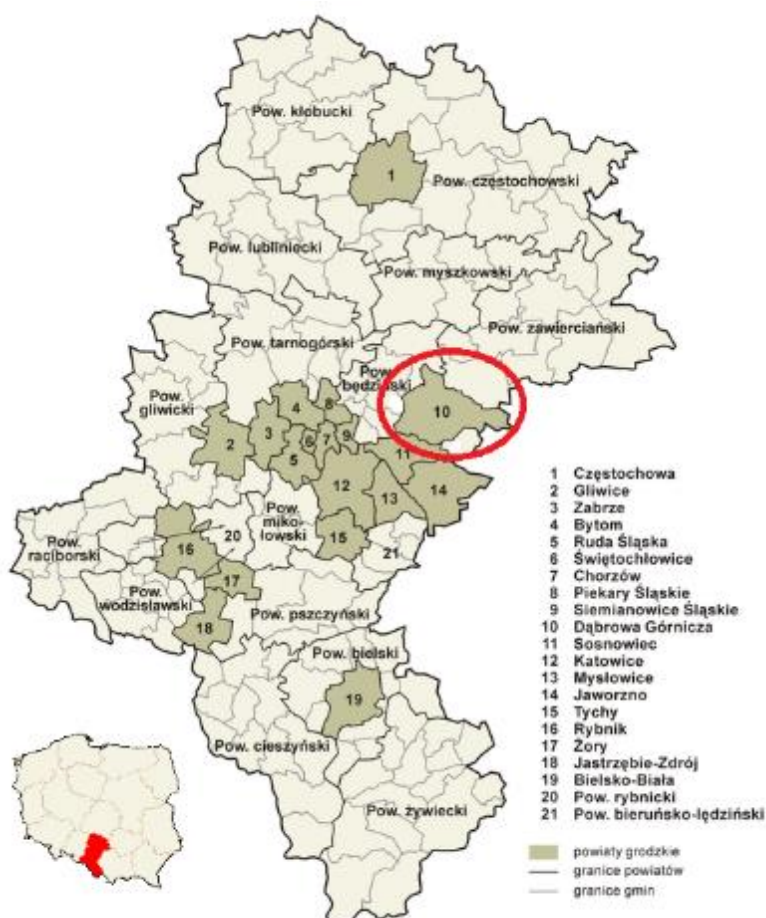 Pow. kłobucki
1
Pow. częstochowski
Pow. lubliniecki
Pow. myszkowski
Pow. zawierciański
Pow. tarnogórski
Pow.
będziński
Pow.
gliwicki
10
4
8
2
3
6
7
9
5
11
12
13
14
Pow.
miko-
łowski
15
21
Pow.
raciborski
16
20
17
Pow.
wodzisławski
18
Pow. pszczyński
Pow. bielski
19
Pow. cieszyński
Pow. żywiecki
1 Częstochowa
2 Gliwice
3 Zabrze
4 Bytom
5 Ruda Śląska
6 Świętochłowice
7 Chorzów
8 Piekary Śląskie
9 Siemianowice Śląskie
10 Dąbrowa Górnicza
11 Sosnowiec
12 Katowice
13 Mysłowice
14 Jaworzno
15 Tychy
16 Rybnik
17 Żory
18 Jastrzębie-Zdrój
19 Bielsko-Biała
20 Pow. rybnicki
21 Pow. bieruńsko-lędziński
powiaty grodzkie
granice powiatów
granice gmin